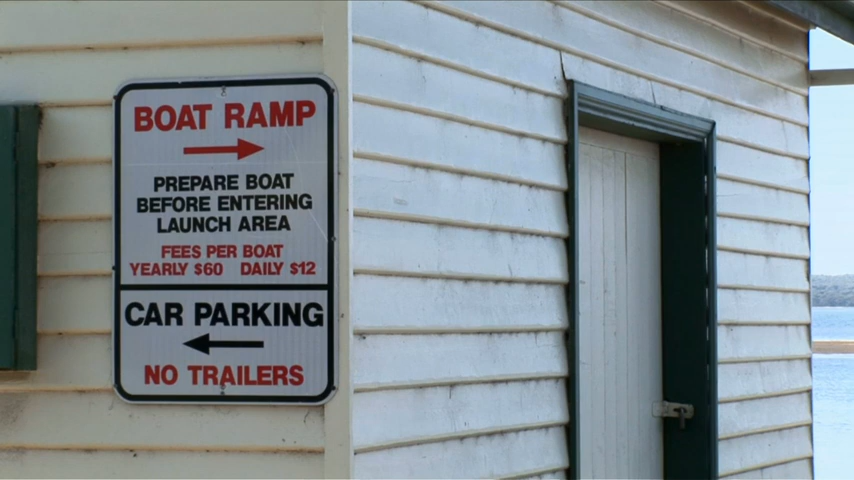 BOAT RAMP
PREPARE BOAT
BEFORE ENTERING
LAUNCH AREA
FEES PER BOAT
YEARLY $60 DAILY $12
CAR PARKING
NO TRAILERS